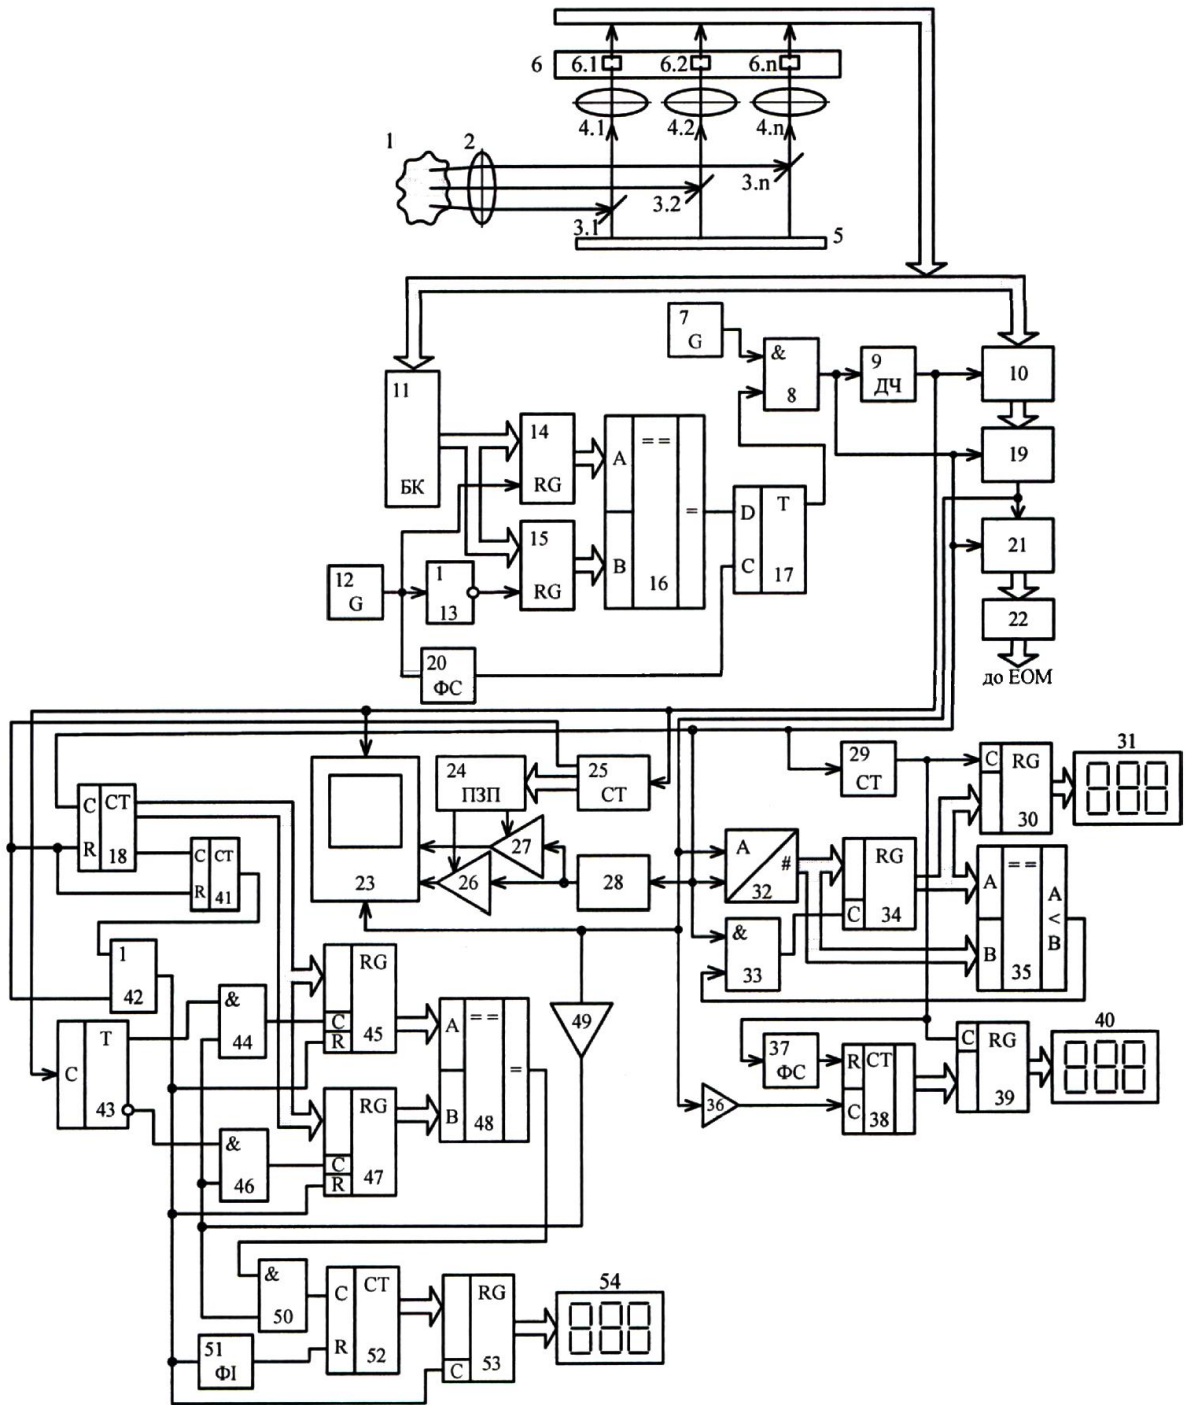 6
6.1
6.2
6.n
4.1
4.2
4.n
1
2
3.1
3.2
3.n
5
7
G
&
8
9
ДЧ
10
11
БК
14
RG
15
RG
A
B
= =
=
16
D
C
T
17
19
21
22
до ЕОМ
12
G
1
13
20
ФС
C
R
CT
18
C
R
CT
41
23
24
ПЗП
25
CT
27
26
28
29
CT
C
RG
30
31
A
#
32
RG
C
34
&
33
A
B
= =
35
A
<
B
1
42
T
C
43
&
44
&
46
RG
C
R
45
RG
C
R
47
A
B
= =
=
48
49
36
37
ФС
R
CT
C
38
C
RG
39
40
&
50
51
ФІ
C
R
CT
52
RG
C
53
54